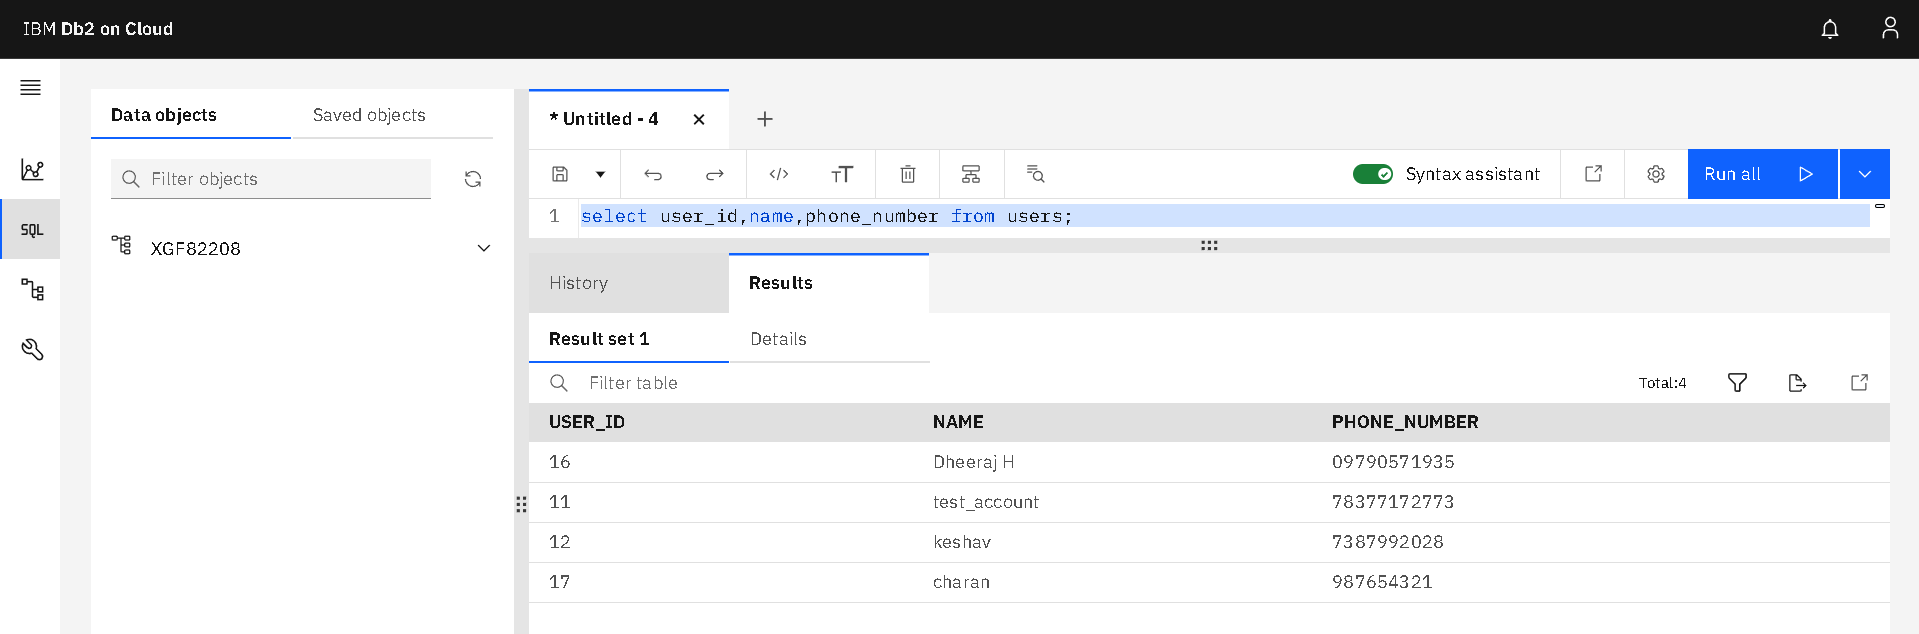 IBM Db2 on Cloud
Data objects
Saved objects
Filter objects
XGF82208
SQL
* Untitled - 4
Syntax assistant
Run all
1 select user_id,name,phone_number from users;
History
Results
Result set 1
Details
Filter table
Total:4
USER_ID NAME PHONE_NUMBER
16 Dheeraj H 09790571935
11 test_account 78377172773
12 keshav 7387992028
17 charan 987654321